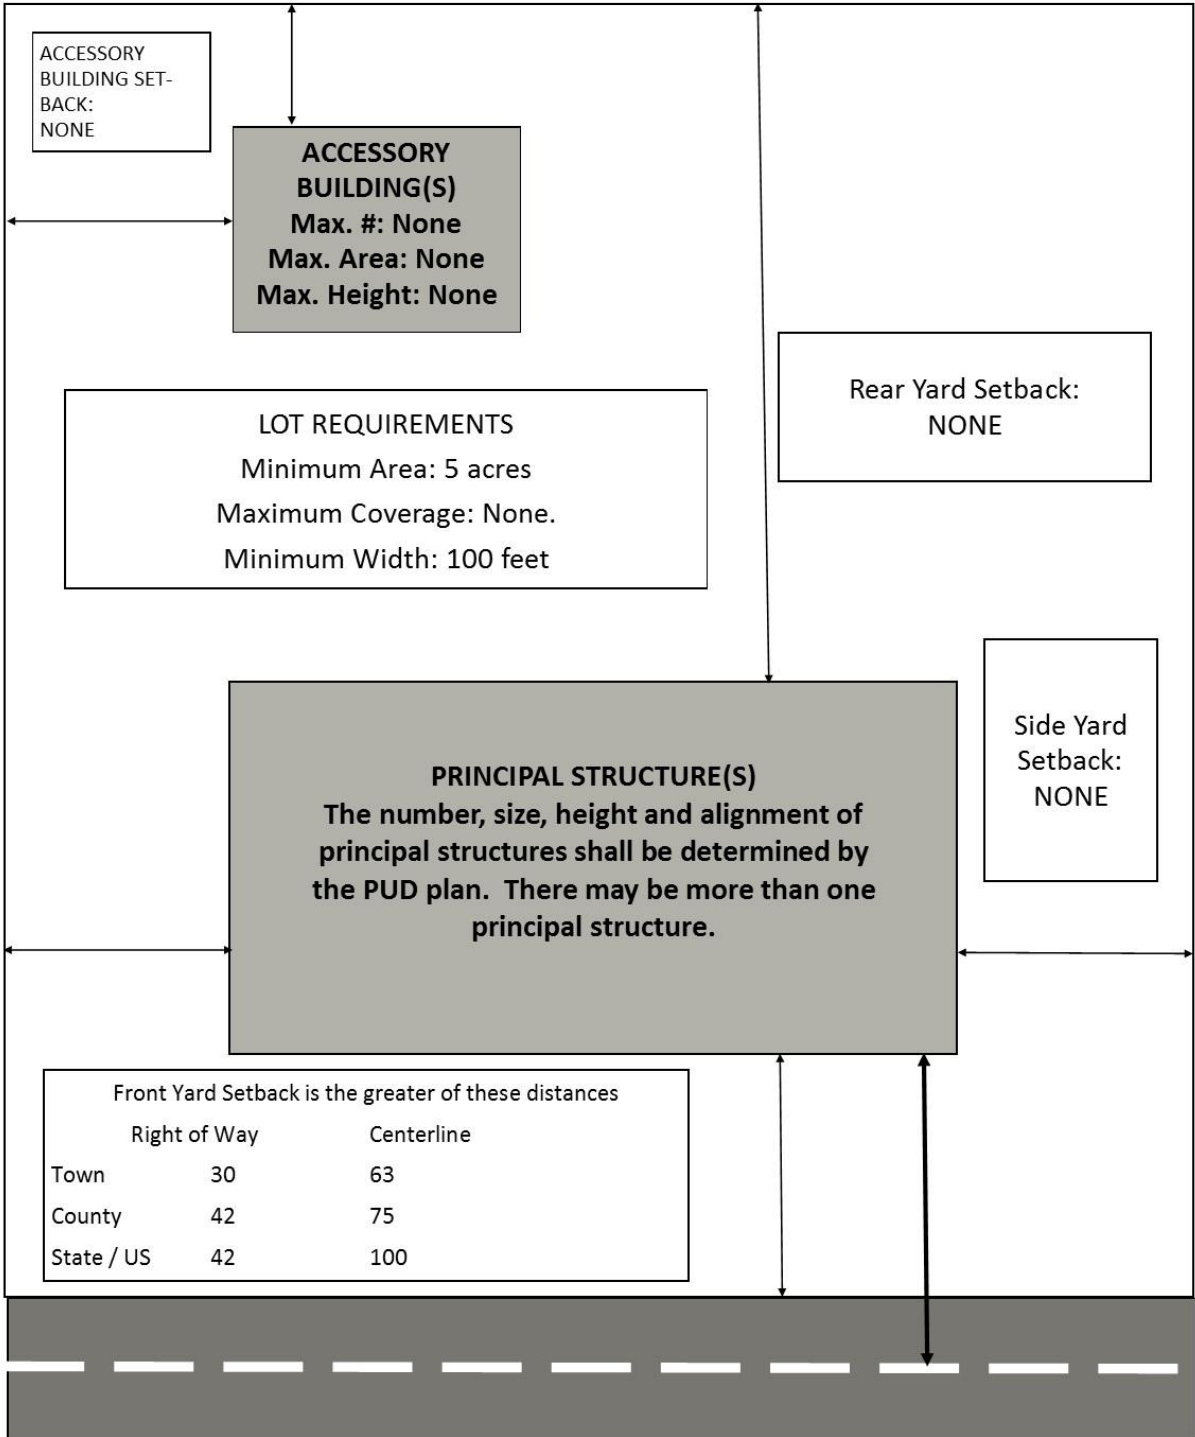 ACCESSORY
BUILDING SET-
BACK:
NONE
ACCESSORY
BUILDING(S)
Max. #: None
Max. Area: None
Max. Height: None
Rear Yard Setback:
NONE
LOT REQUIREMENTS
Minimum Area: 5 acres
Maximum Coverage: None.
Minimum Width: 100 feet
Side Yard
Setback:
NONE
PRINCIPAL STRUCTURE(S)
The number, size, height and alignment of
principal structures shall be determined by
the PUD plan.  There may be more than one
principal structure.
Front Yard Setback is the greater of these distances
Right of Way Centerline
Town 30 63
County 42 75
State / US 42 100